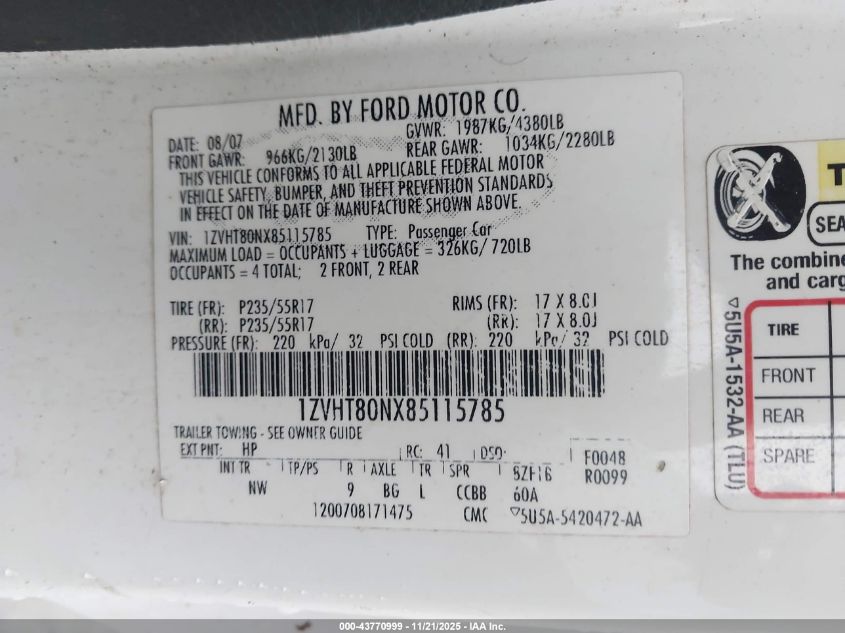 MFD. BY FORD MOTOR CO.
DATE: 08/07 GVWR: 1987KG/4380LB
FRONT GAWR: 966KG/2130LB REAR GAWR: 1034KG/2280LB
THIS VEHICLE CONFORMS TO ALL APPLICABLE FEDERAL MOTOR
VEHICLE SAFETY, BUMPER, AND THEFT PREVENTION STANDARDS
IN EFFECT ON THE DATE OF MANUFACTURE SHOWN ABOVE.
VIN: 1ZVHT80NX85115785 TYPE: Passenger Car
MAXIMUM LOAD = OCCUPANTS + LUGGAGE = 326KG/720LB
OCCUPANTS = 4 TOTAL; 2 FRONT, 2 REAR
TIRE (FR): P235/55R17 RIMS (FR): 17 X 8.0J
(RR): P235/55R17 (RR): 17 X 8.0J
PRESSURE (FR): 220 kPa/ 32 PSI COLD (RR): 220 kPa/ 32 PSI COLD
1ZVHT80NX85115785
TRAILER TOWING - SEE OWNER GUIDE
EXT PNT: HP RC: 41 DSO: F0048
INT TR TP/PS R AXLE TR SPR R0099
NW 9 BG L CCBB 60A
1200708171475 CMC ▽5U5A-5420472-AA
T
SEA
The combine
and carg
TIRE
FRONT
REAR
SPARE
▽5U5A-1532-AA (TLU)
000-43770999 - 11/21/2025 - IAA Inc.